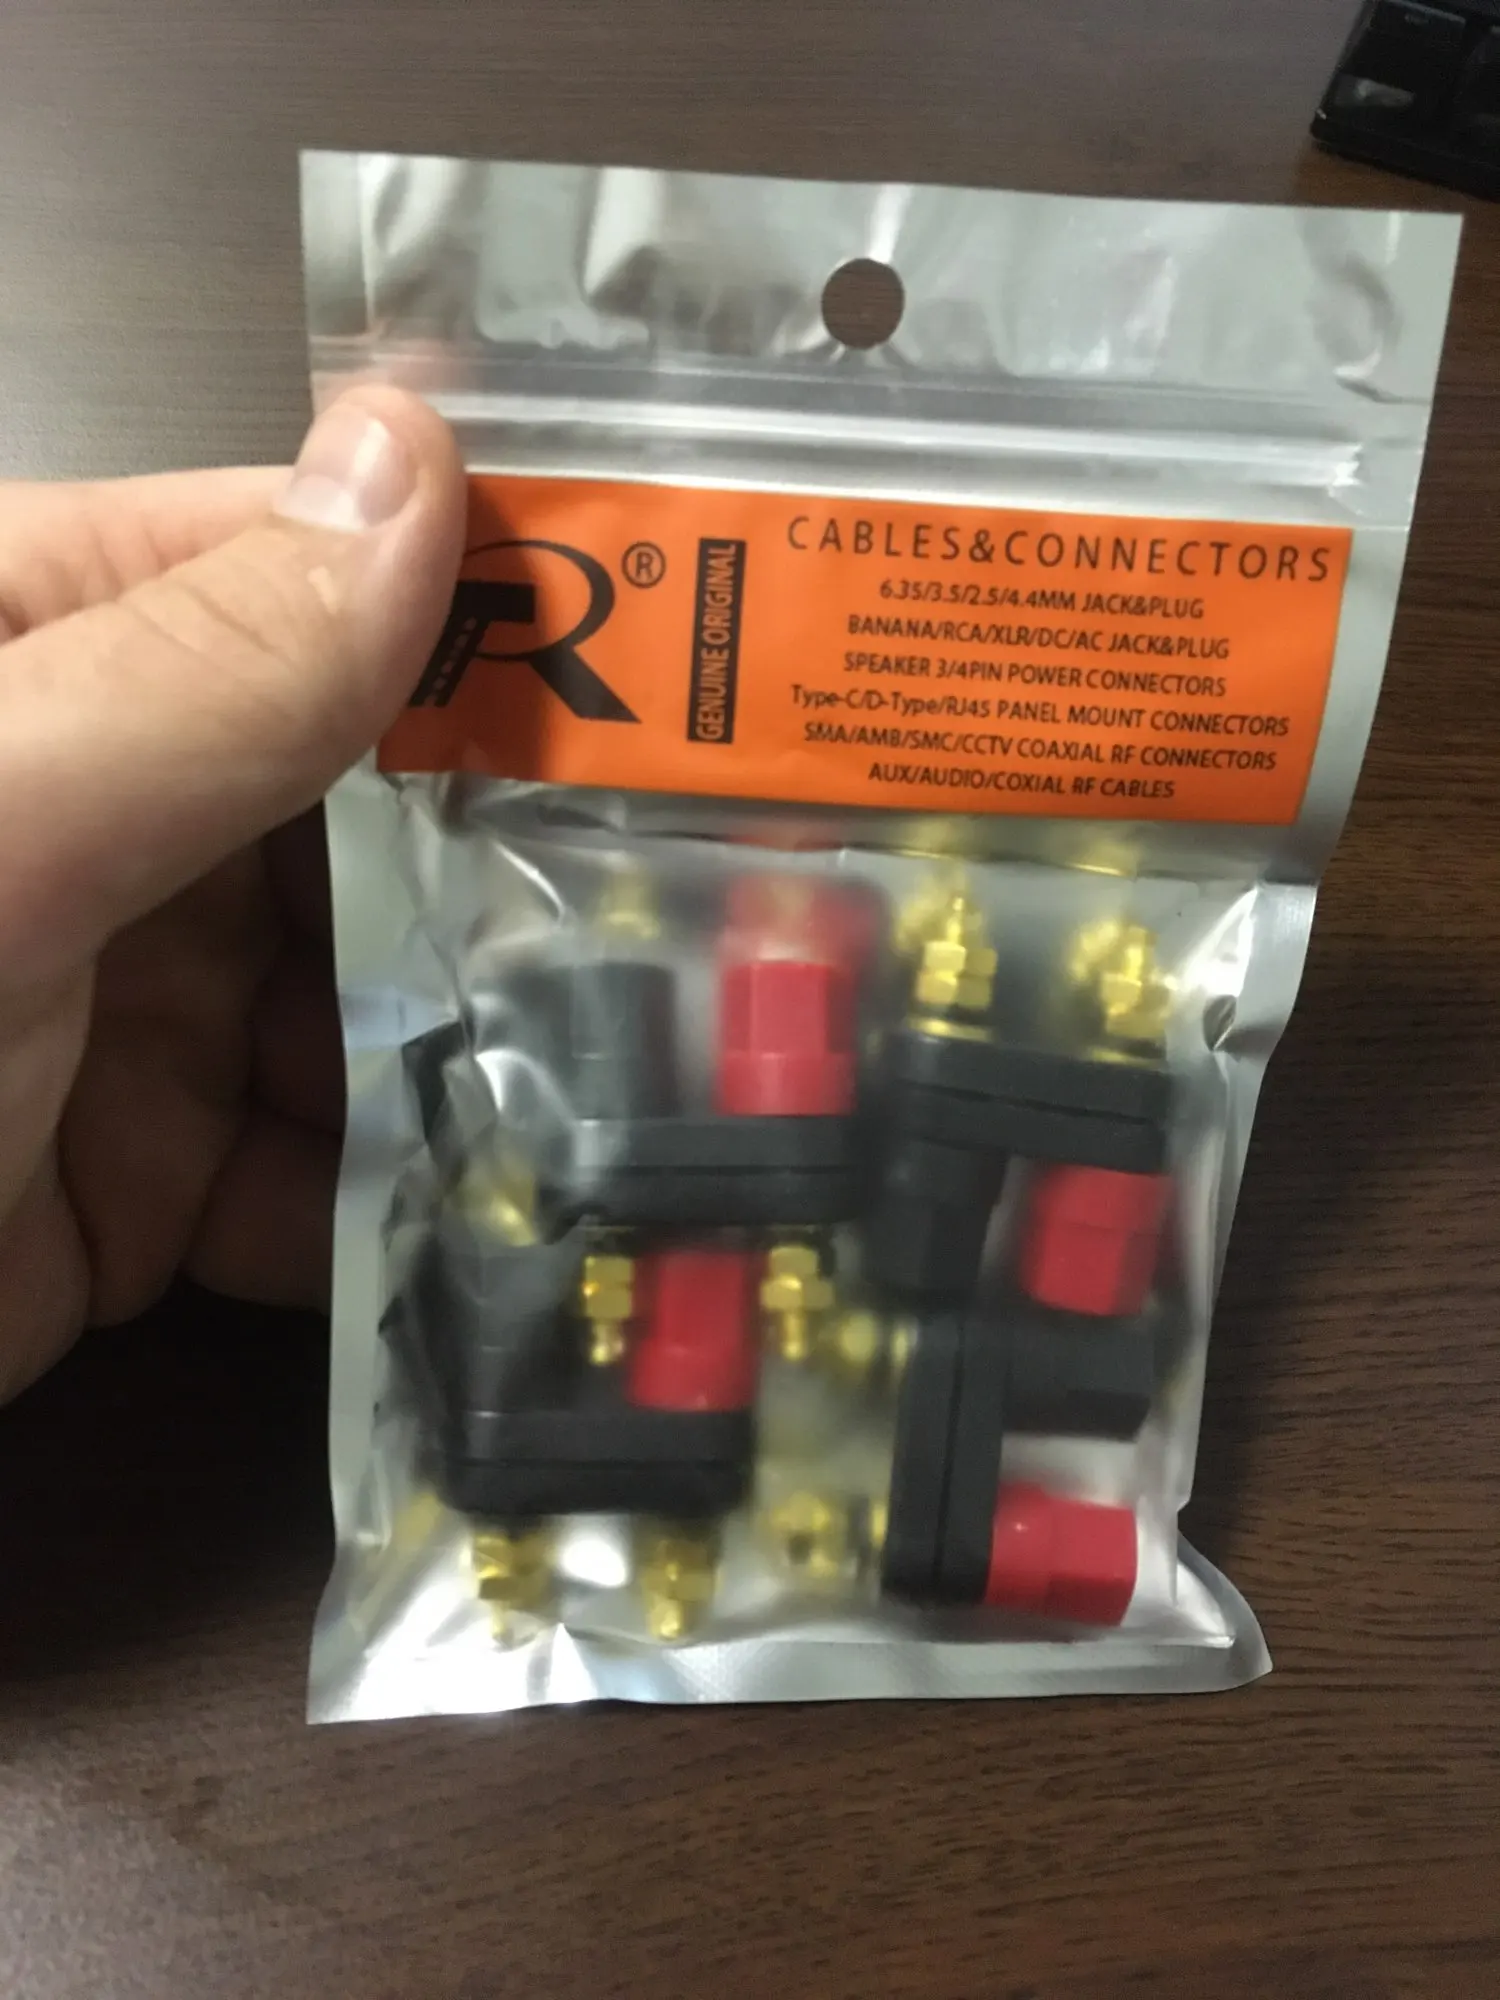 R®
GENUINE ORIGINAL
CABLES&CONNECTORS
6.35/3.5/2.5/4.4MM JACK&PLUG
BANANA/RCA/XLR/DC/AC JACK&PLUG
SPEAKER 3/4PIN POWER CONNECTORS
Type-C/D-Type/RJ45 PANEL MOUNT CONNECTORS
SMA/AMB/SMC/CCTV COAXIAL RF CONNECTORS
AUX/AUDIO/COXIAL RF CABLES